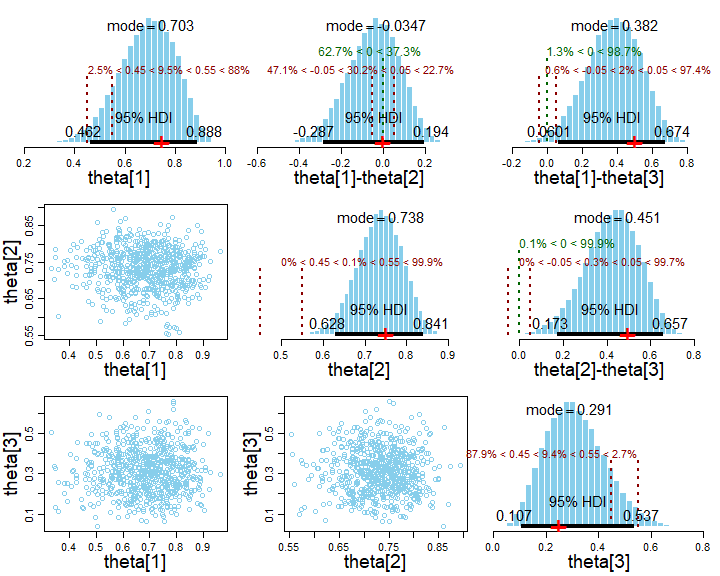 mode = 0.703
2.5% < 0.45 < 9.5% < 0.55 < 88%
95% HDI
0.462 0.888
0.2 0.4 0.6 0.8 1.0
theta[1]
mode = -0.0347
62.7% < 0 < 37.3%
47.1% < -0.05 < 30.2% < 0.05 < 22.7%
95% HDI
-0.287 0.194
-0.6 -0.4 -0.2 0.0 0.2
theta[1]-theta[2]
mode = 0.382
1.3% < 0 < 98.7%
0.6% < -0.05 < 2% < 0.05 < 97.4%
95% HDI
0.0601 0.674
-0.2 0.0 0.2 0.4 0.6 0.8
theta[1]-theta[3]
theta[2]
0.55 0.65 0.75 0.85
0.4 0.5 0.6 0.7 0.8 0.9
theta[1]
mode = 0.738
0% < 0.45 < 0.1% < 0.55 < 99.9%
95% HDI
0.628 0.841
0.5 0.6 0.7 0.8 0.9
theta[2]
mode = 0.451
0.1% < 0 < 99.9%
0% < -0.05 < 0.3% < 0.05 < 99.7%
95% HDI
0.173 0.657
0.0 0.2 0.4 0.6 0.8
theta[2]-theta[3]
theta[3]
0.1 0.3 0.5
0.4 0.5 0.6 0.7 0.8 0.9
theta[1]
theta[3]
0.1 0.3 0.5
0.55 0.65 0.75 0.85
theta[2]
mode = 0.291
87.9% < 0.45 < 9.4% < 0.55 < 2.7%
95% HDI
0.107 0.537
0.0 0.2 0.4 0.6 0.8
theta[3]